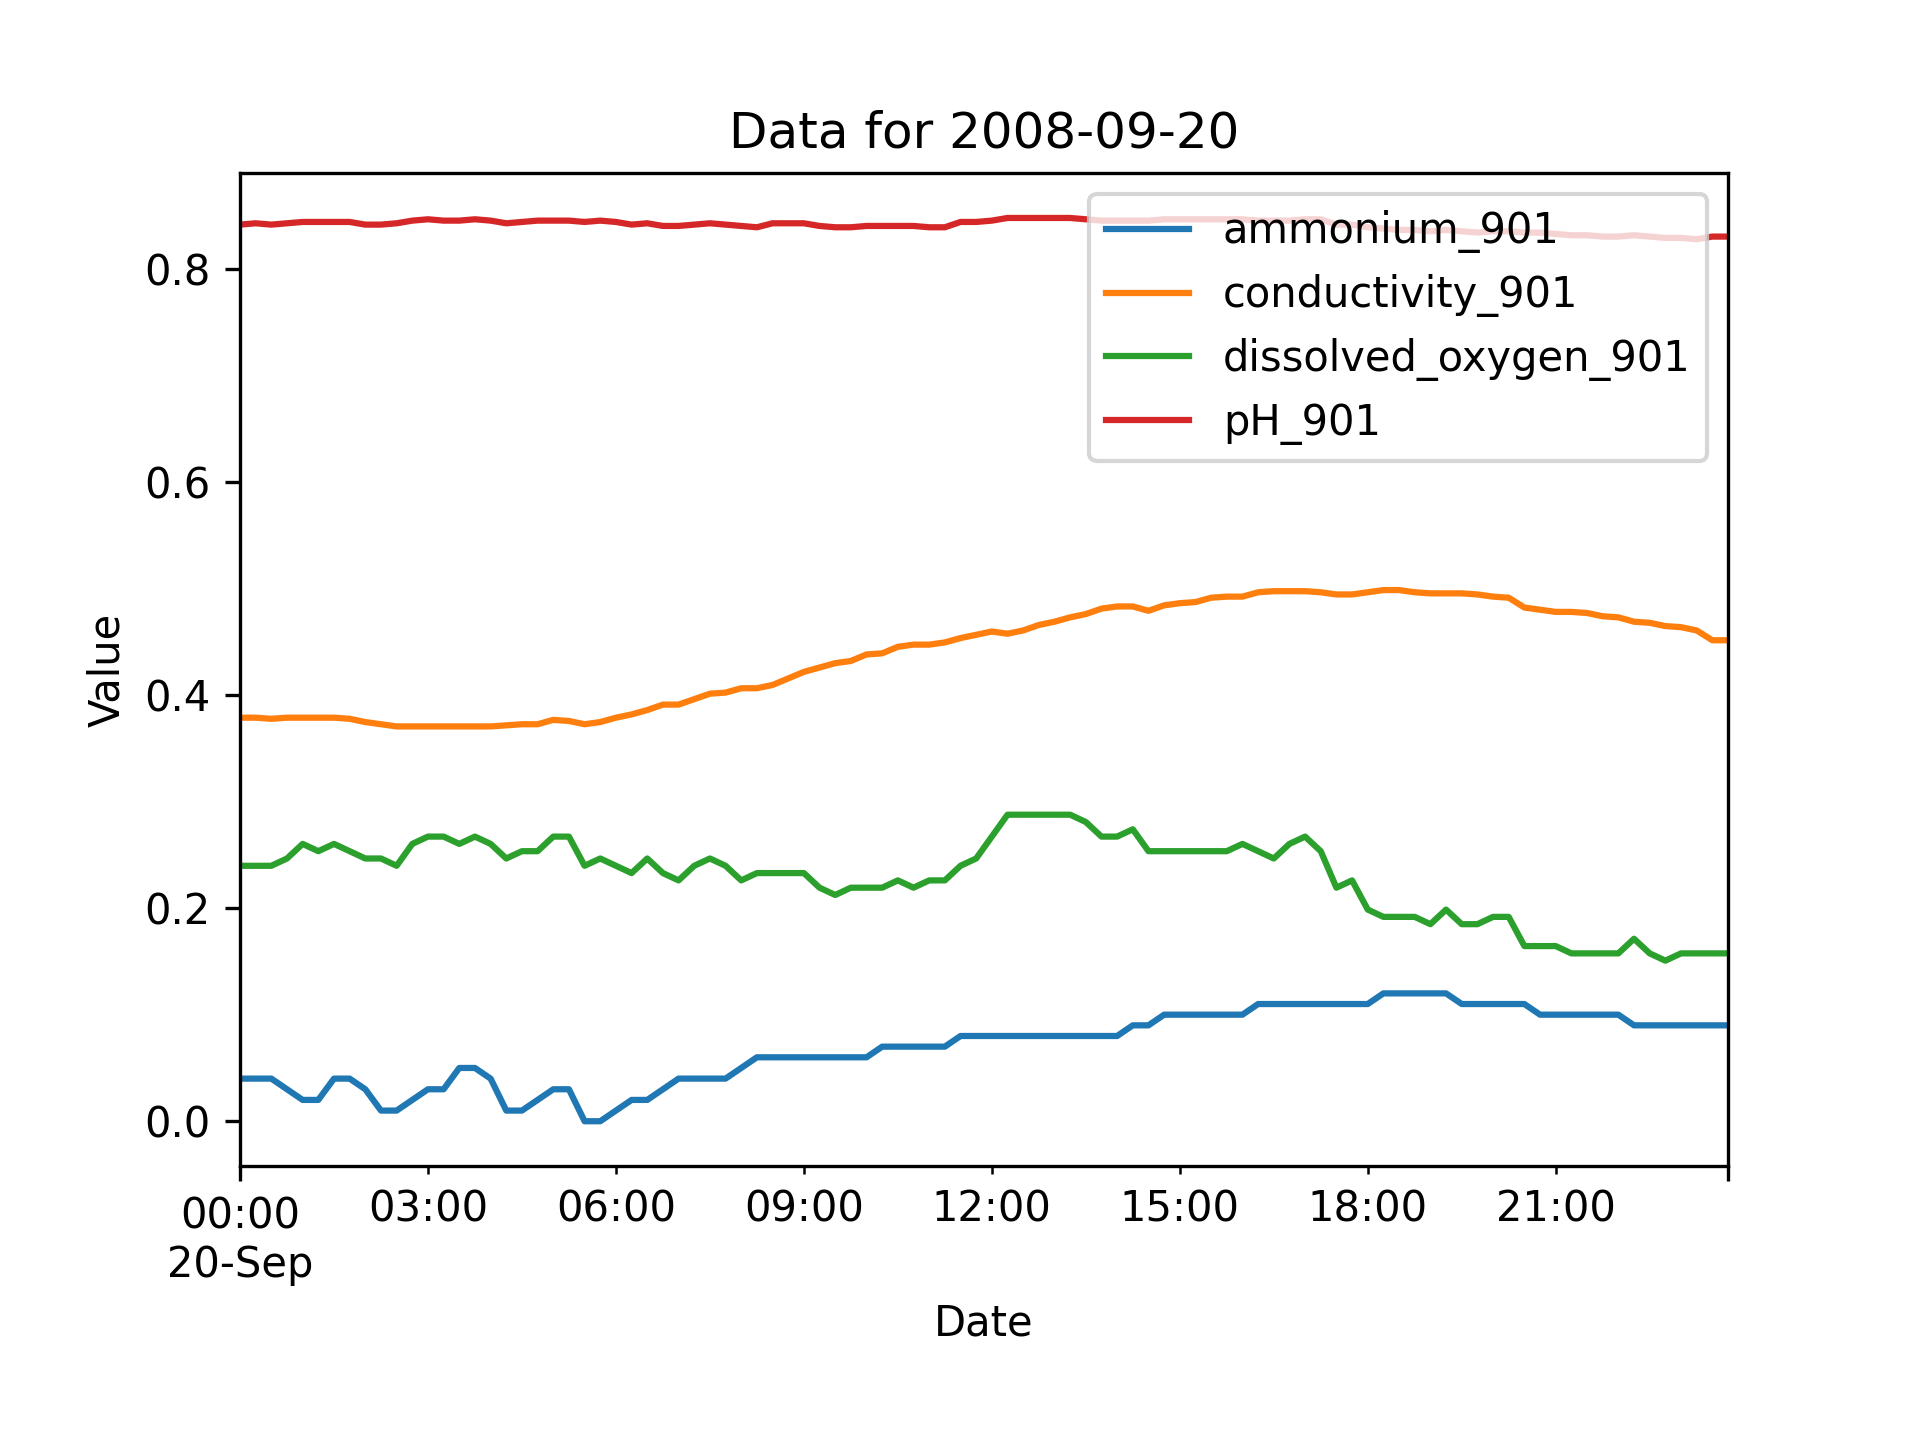 Data for 2008-09-20
ammonium_901
conductivity_901
dissolved_oxygen_901
pH_901
Value
0.8
0.6
0.4
0.2
0.0
00:00 03:00 06:00 09:00 12:00 15:00 18:00 21:00
20-Sep
Date